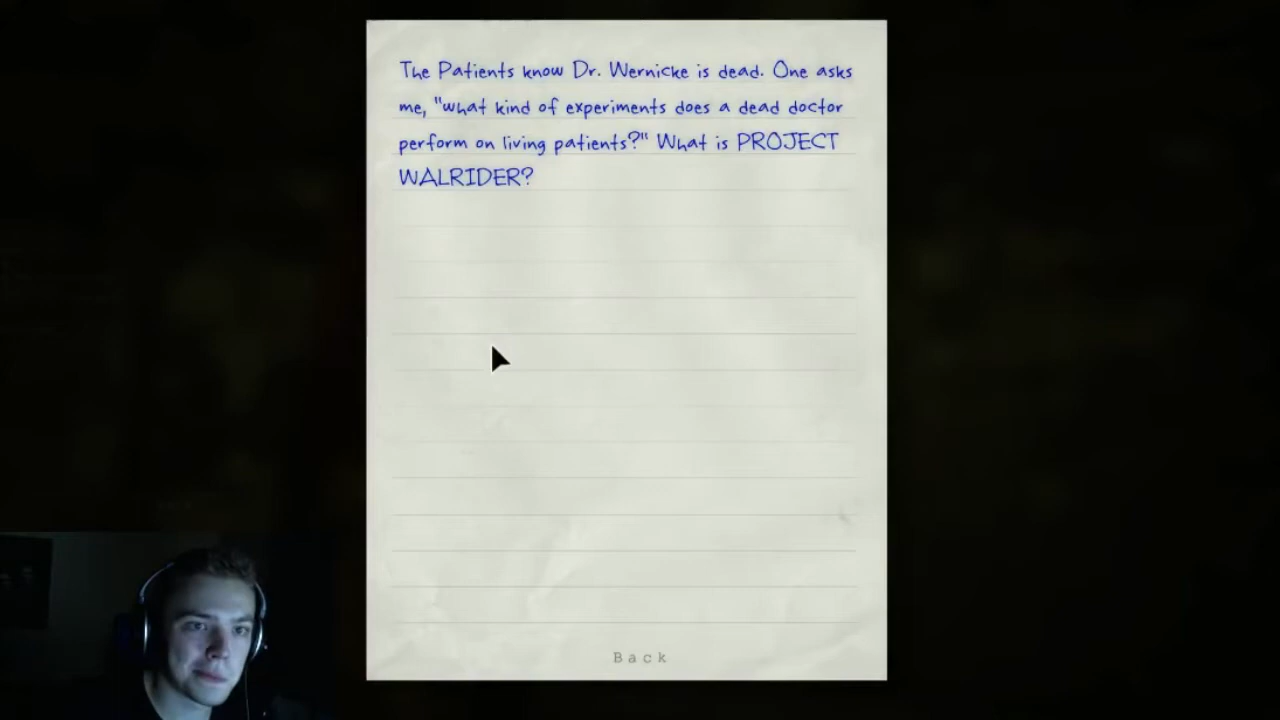 The Patients know Dr. Wernicke is dead. One asks
me, "what kind of experiments does a dead doctor
perform on living patients?" What is PROJECT
WALRIDER?
Back